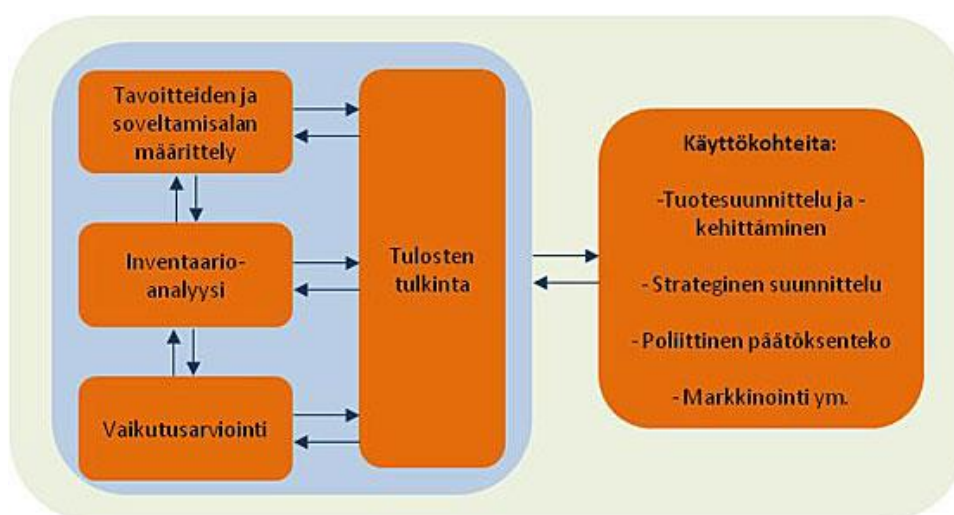 Tavoitteiden ja
soveltamisalan
määrittely
Inventaario-
analyysi
Vaikutusarviointi
Tulosten
tulkinta
Käyttökohteita:
-Tuotesuunnittelu ja -
kehittäminen
-Strateginen suunnittelu
-Poliittinen päätöksenteko
-Markkinointi ym.